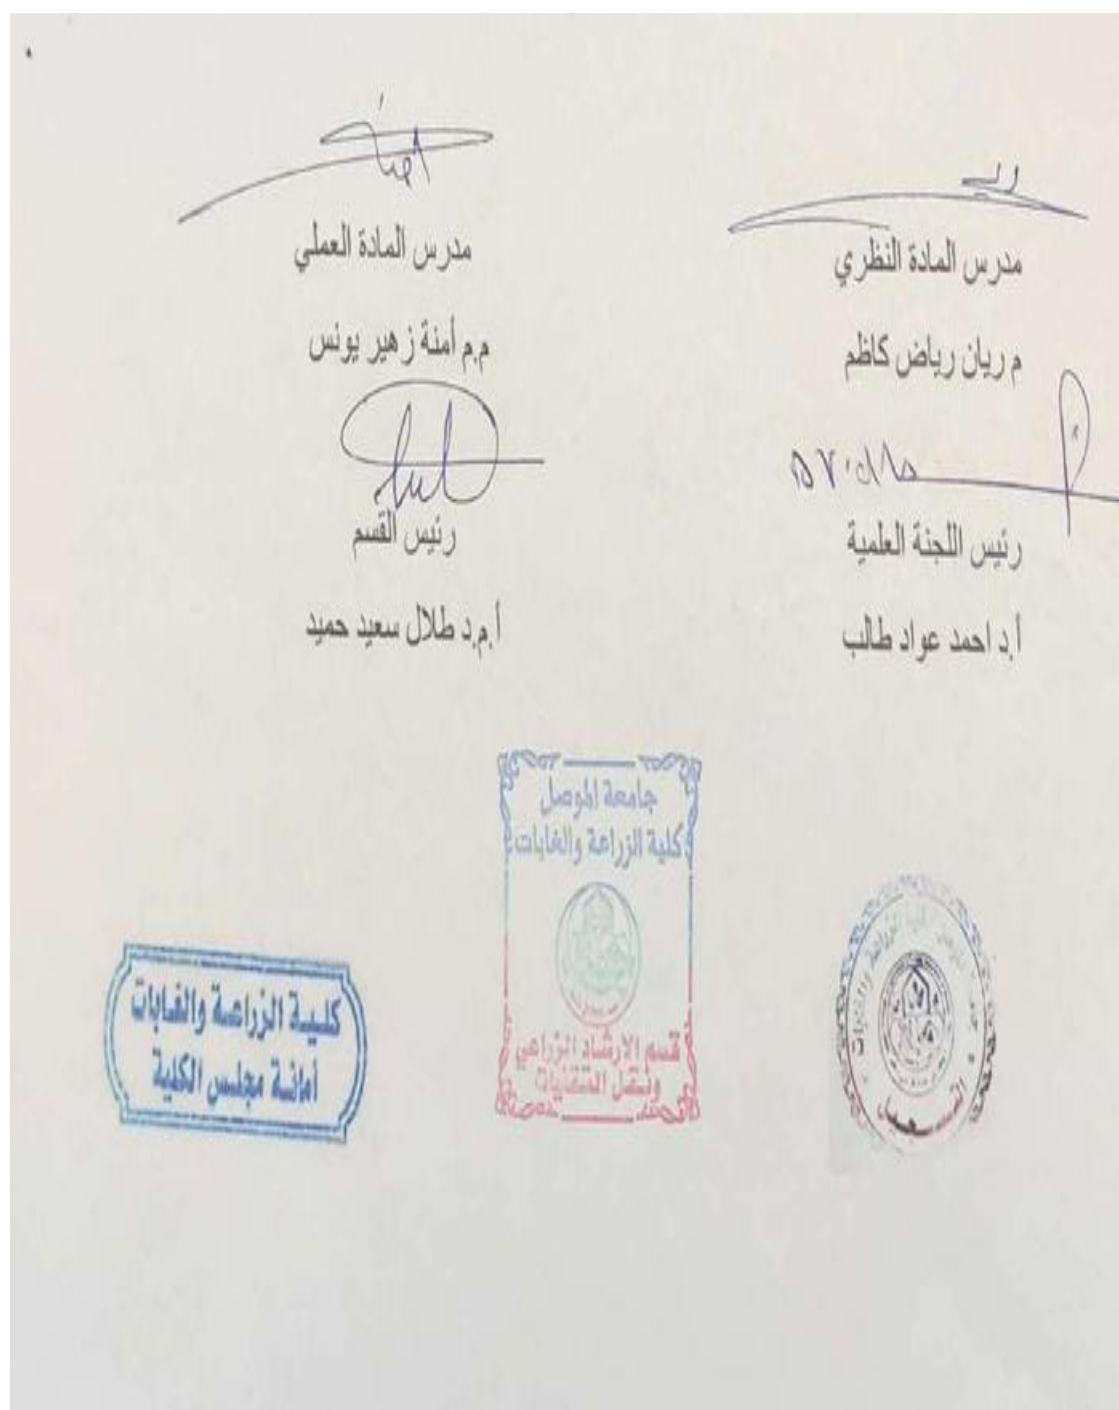 مدرس المادة النظري
مدرس المادة العملي
م ريان رياض كاظم
م.م أمنة زهير يونس
رئيس اللجنة العلمية
رئيس القسم
أ.د احمد عواد طالب
أ.م.د طلال سعيد حميد
جامعة الموصل
كلية الزراعة والغابات
قسم الارشاد الزراعي
ونقل التقنيات
كلية الزراعة والغابات
أمانة مجلس الكلية